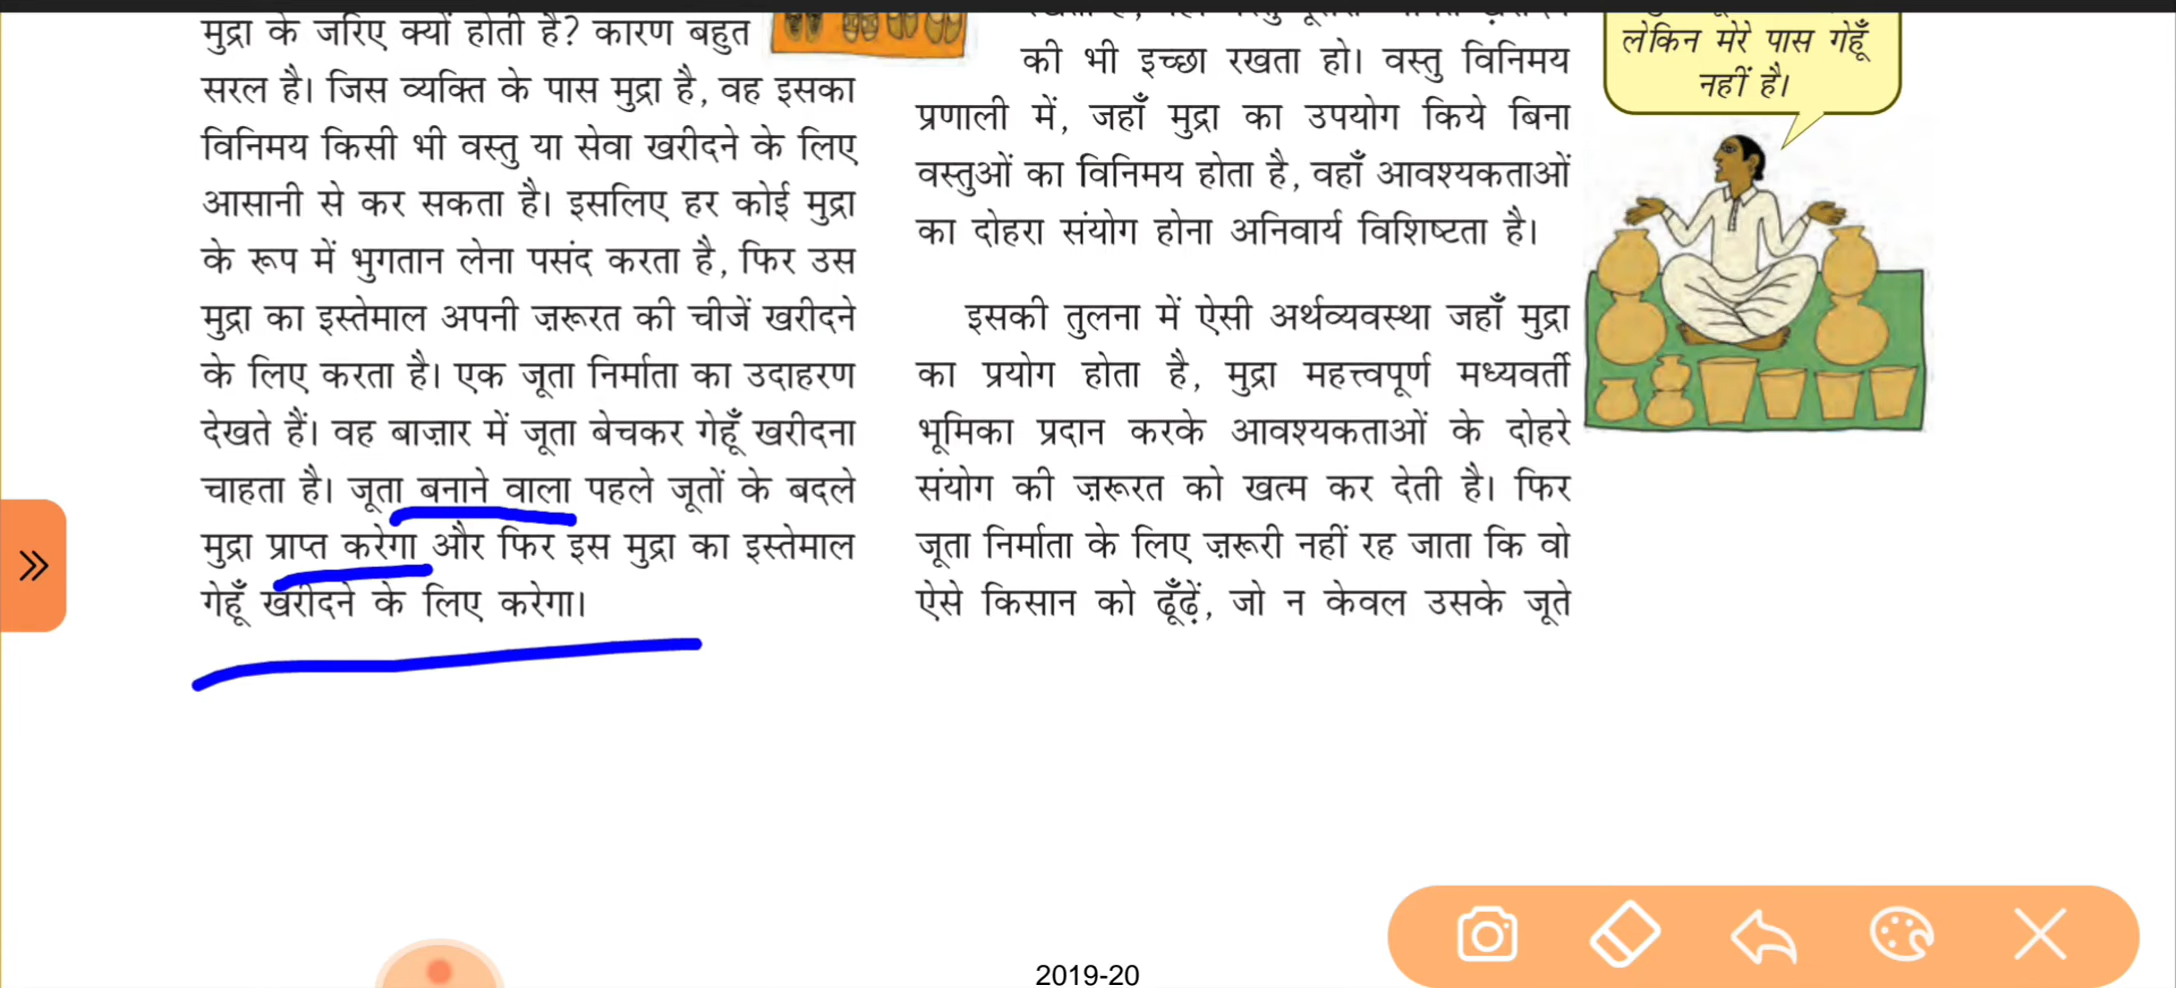 मुद्रा के जरिए क्यों होती है? कारण बहुत
सरल है। जिस व्यक्ति के पास मुद्रा है, वह इसका
विनिमय किसी भी वस्तु या सेवा खरीदने के लिए
आसानी से कर सकता है। इसलिए हर कोई मुद्रा
के रूप में भुगतान लेना पसंद करता है, फिर उस
मुद्रा का इस्तेमाल अपनी ज़रूरत की चीजें खरीदने
के लिए करता है। एक जूता निर्माता का उदाहरण
देखते हैं। वह बाज़ार में जूता बेचकर गेहूँ खरीदना
चाहता है। जूता बनाने वाला पहले जूतों के बदले
मुद्रा प्राप्त करेगा और फिर इस मुद्रा का इस्तेमाल
गेहूँ खरीदने के लिए करेगा।
की भी इच्छा रखता हो। वस्तु विनिमय
प्रणाली में, जहाँ मुद्रा का उपयोग किये बिना
वस्तुओं का विनिमय होता है, वहाँ आवश्यकताओं
का दोहरा संयोग होना अनिवार्य विशिष्टता है।
इसकी तुलना में ऐसी अर्थव्यवस्था जहाँ मुद्रा
का प्रयोग होता है, मुद्रा महत्त्वपूर्ण मध्यवर्ती
भूमिका प्रदान करके आवश्यकताओं के दोहरे
संयोग की ज़रूरत को खत्म कर देती है। फिर
जूता निर्माता के लिए ज़रूरी नहीं रह जाता कि वो
ऐसे किसान को ढूँढ़ें, जो न केवल उसके जूते
लेकिन मेरे पास गेहूँ
नहीं है।
2019-20